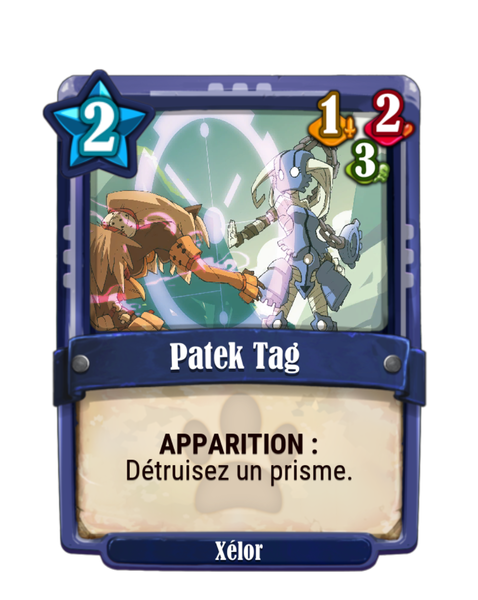 2
1
2
3
Patek Tag
APPARITION :
Détruisez un prisme.
Xélor